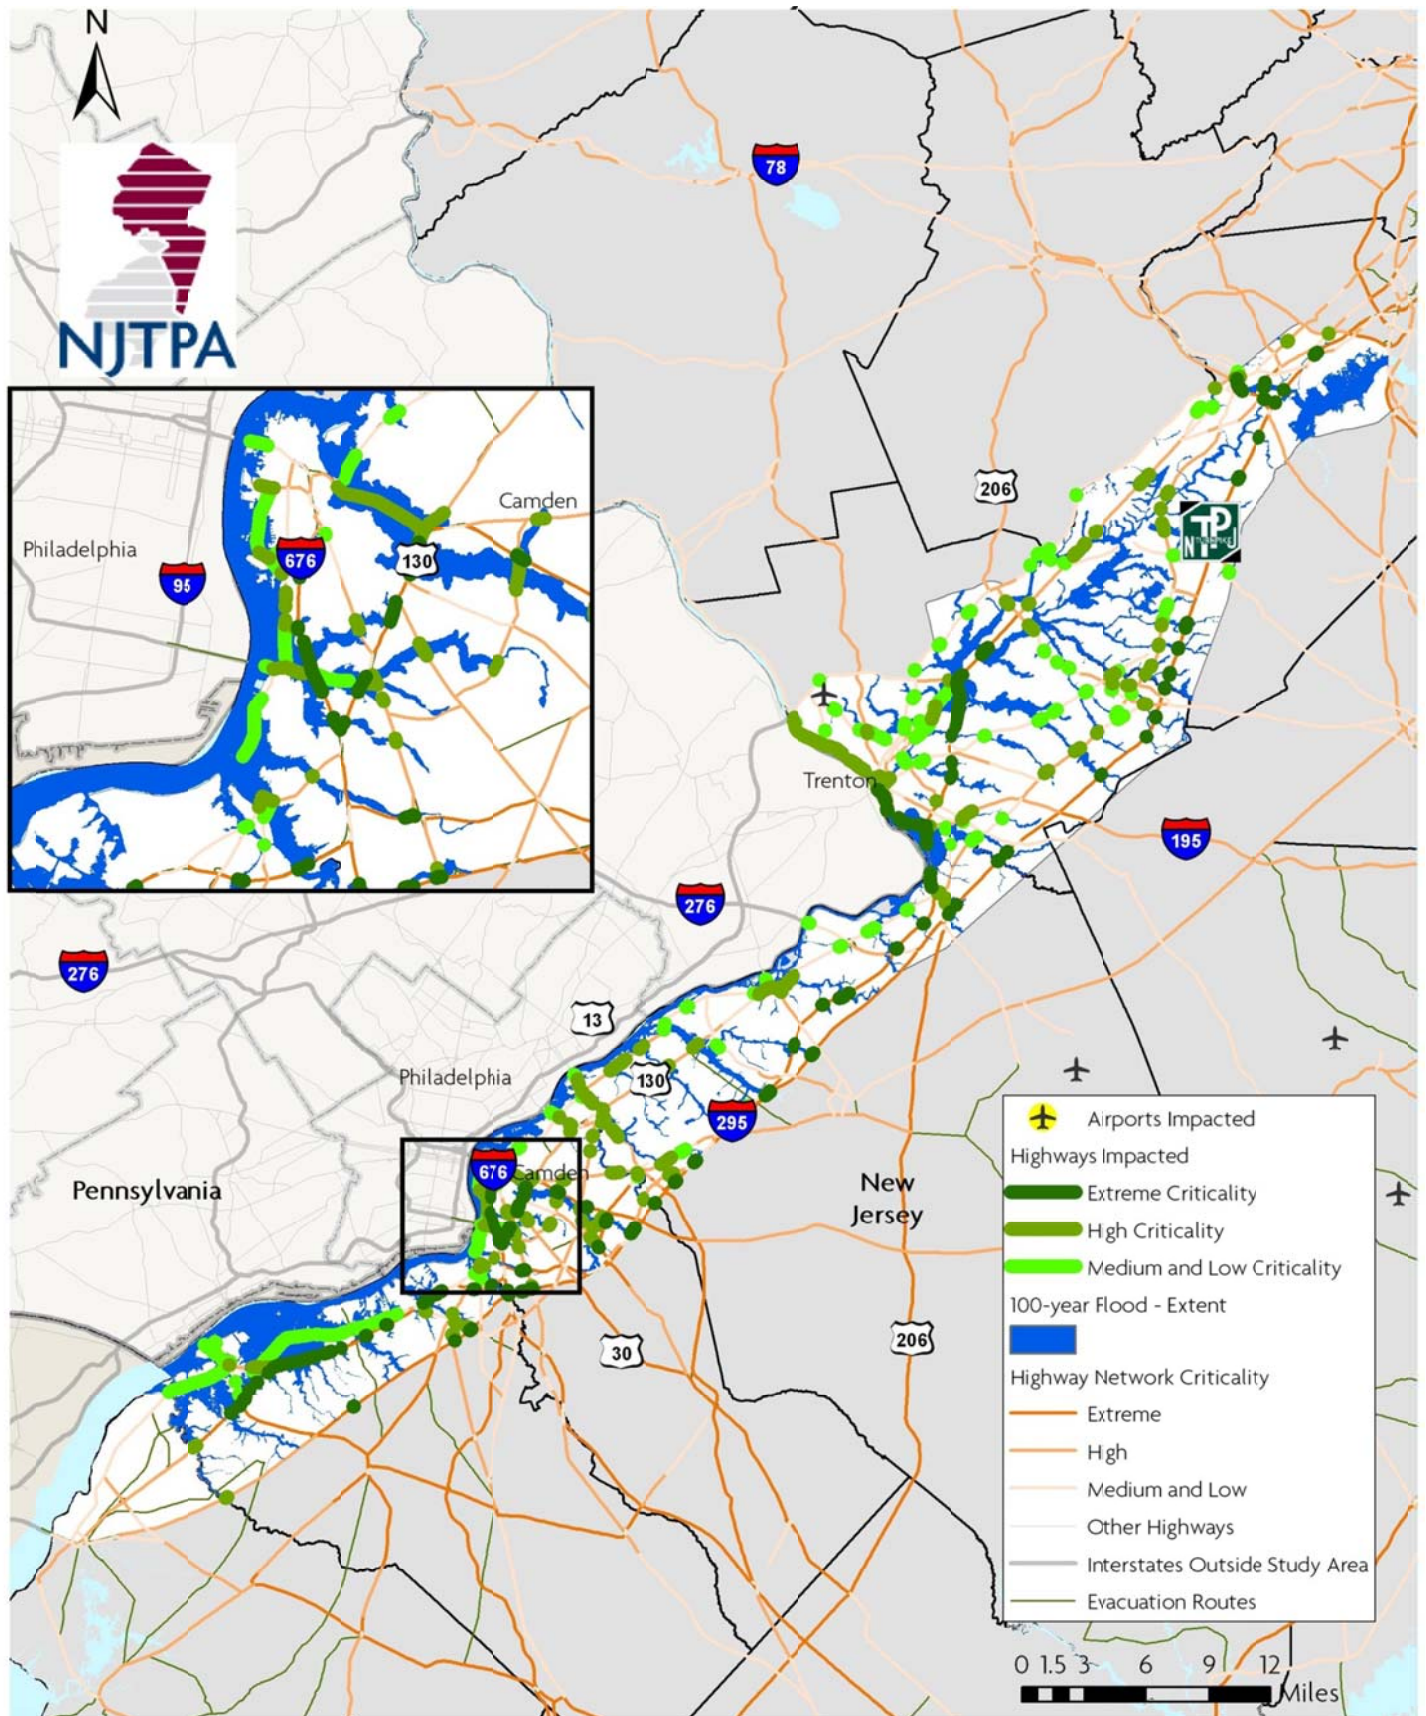 N
NJTPA
78
206
Philadelphia
95
676
130
Camden
N TP J
Trenton
195
276
276
13
Philadelphia
130
295
676
Camden
Pennsylvania
New
Jersey
30
206
Airports Impacted
Highways Impacted
Extreme Criticality
High Criticality
Medium and Low Criticality
100-year Flood - Extent
Highway Network Criticality
Extreme
High
Medium and Low
Other Highways
Interstates Outside Study Area
Evacuation Routes
0 1.5 3 6 9 12
Miles